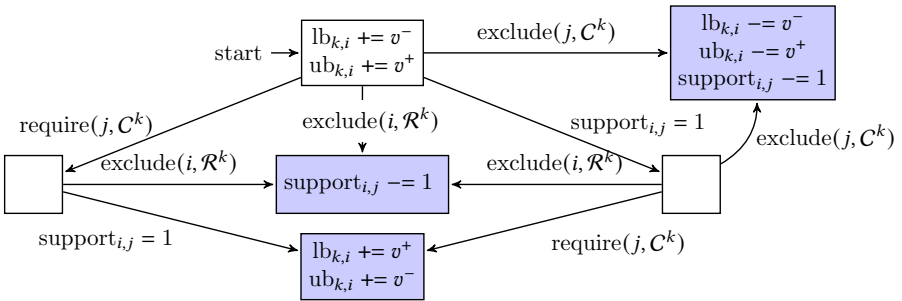 start
lb_{k,i} += v^−
ub_{k,i} += v^+
exclude(j, C^k)
lb_{k,i} −= v^−
ub_{k,i} −= v^+
support_{i,j} −= 1
require(j, C^k)
exclude(i, R^k)
support_{i,j} = 1
exclude(j, C^k)
exclude(i, R^k)
support_{i,j} −= 1
exclude(i, R^k)
support_{i,j} = 1
lb_{k,i} += v^+
ub_{k,i} += v^−
require(j, C^k)